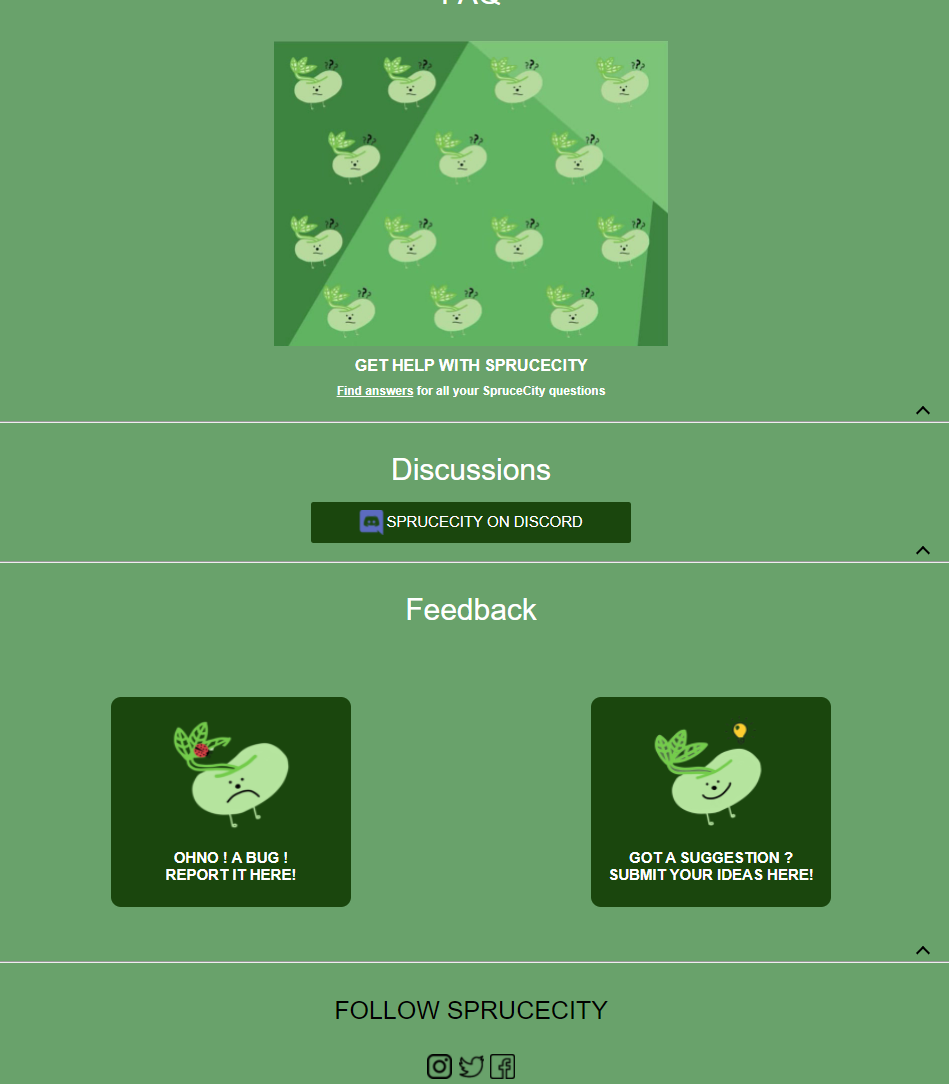 FAQ
GET HELP WITH SPRUCECITY
Find answers for all your SpruceCity questions
Discussions
SPRUCECITY ON DISCORD
Feedback
OHNO ! A BUG !
REPORT IT HERE!
GOT A SUGGESTION ?
SUBMIT YOUR IDEAS HERE!
FOLLOW SPRUCECITY